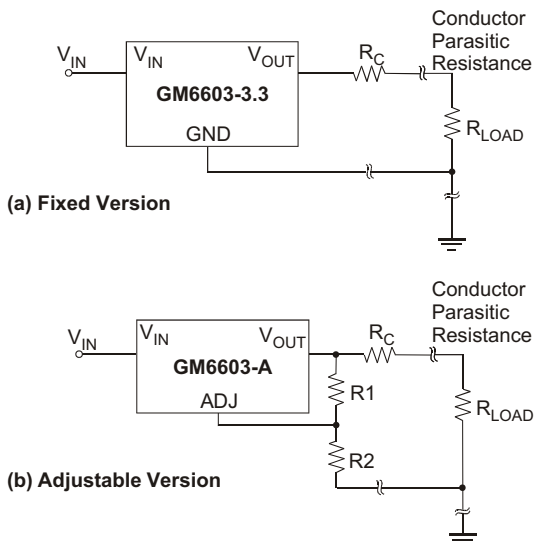 Conductor
Parasitic
Resistance
V_IN
V_IN
V_OUT
R_C
GM6603-3.3
GND
R_LOAD
(a) Fixed Version
Conductor
Parasitic
Resistance
V_IN
V_IN
V_OUT
R_C
GM6603-A
R1
ADJ
R_LOAD
R2
(b) Adjustable Version